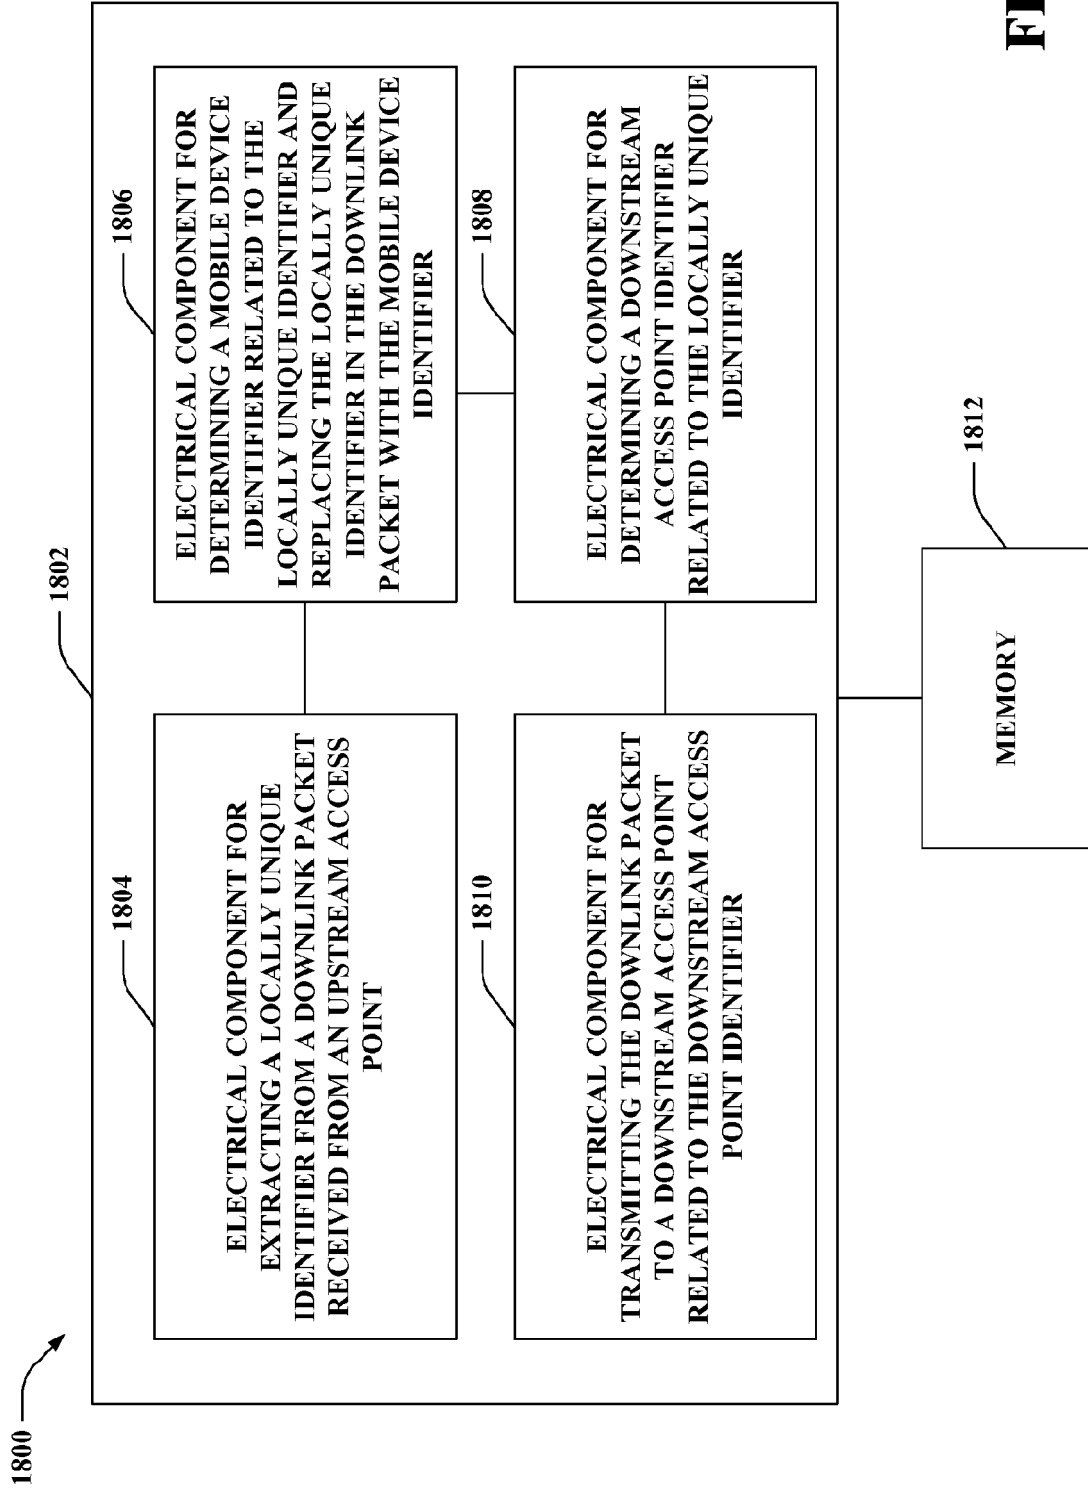 1800
1802
1804
ELECTRICAL COMPONENT FOR
EXTRACTING A LOCALLY UNIQUE
IDENTIFIER FROM A DOWNLINK PACKET
RECEIVED FROM AN UPSTREAM ACCESS
POINT
1806
ELECTRICAL COMPONENT FOR
DETERMINING A MOBILE DEVICE
IDENTIFIER RELATED TO THE
LOCALLY UNIQUE IDENTIFIER AND
REPLACING THE LOCALLY UNIQUE
IDENTIFIER IN THE DOWNLINK
PACKET WITH THE MOBILE DEVICE
IDENTIFIER
1810
ELECTRICAL COMPONENT FOR
TRANSMITTING THE DOWNLINK PACKET
TO A DOWNSTREAM ACCESS POINT
RELATED TO THE DOWNSTREAM ACCESS
POINT IDENTIFIER
1808
ELECTRICAL COMPONENT FOR
DETERMINING A DOWNSTREAM
ACCESS POINT IDENTIFIER
RELATED TO THE LOCALLY UNIQUE
IDENTIFIER
1812
MEMORY